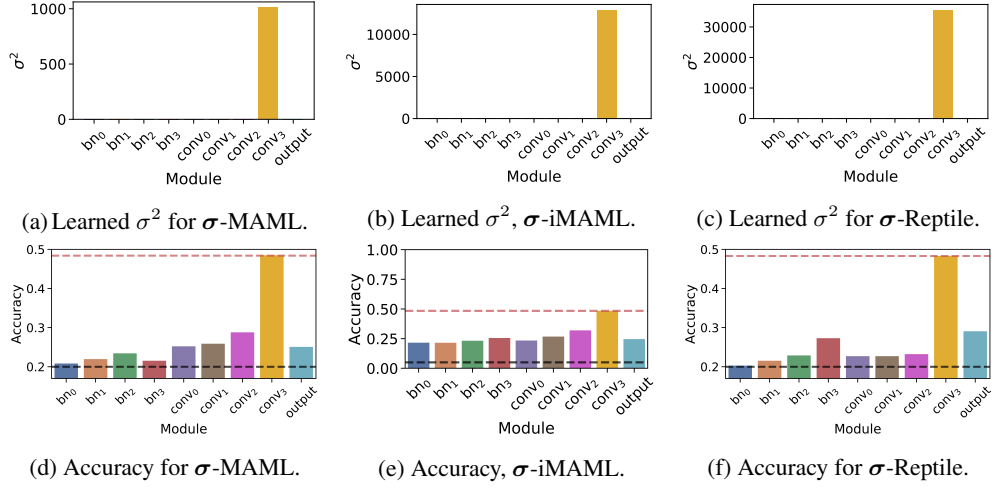 1000
500
0
σ²
bn₀ bn₁ bn₂ bn₃ conv₀ conv₁ conv₂ conv₃ output
Module
10000
5000
0
σ²
bn₀ bn₁ bn₂ bn₃ conv₀ conv₁ conv₂ conv₃ output
Module
30000
20000
10000
0
σ²
bn₀ bn₁ bn₂ bn₃ conv₀ conv₁ conv₂ conv₃ output
Module
(a) Learned σ² for σ-MAML.
(b) Learned σ², σ-iMAML.
(c) Learned σ² for σ-Reptile.
0.5
0.3
0.2
Accuracy
bn₀ bn₁ bn₂ bn₃ conv₀ conv₁ conv₂ conv₃ output
Module
1.00
0.75
0.50
0.25
0.00
Accuracy
bn₀ bn₁ bn₂ bn₃ conv₀ conv₁ conv₂ conv₃ output
Module
0.5
0.3
0.2
Accuracy
bn₀ bn₁ bn₂ bn₃ conv₀ conv₁ conv₂ conv₃ output
Module
(d) Accuracy for σ-MAML.
(e) Accuracy, σ-iMAML.
(f) Accuracy for σ-Reptile.